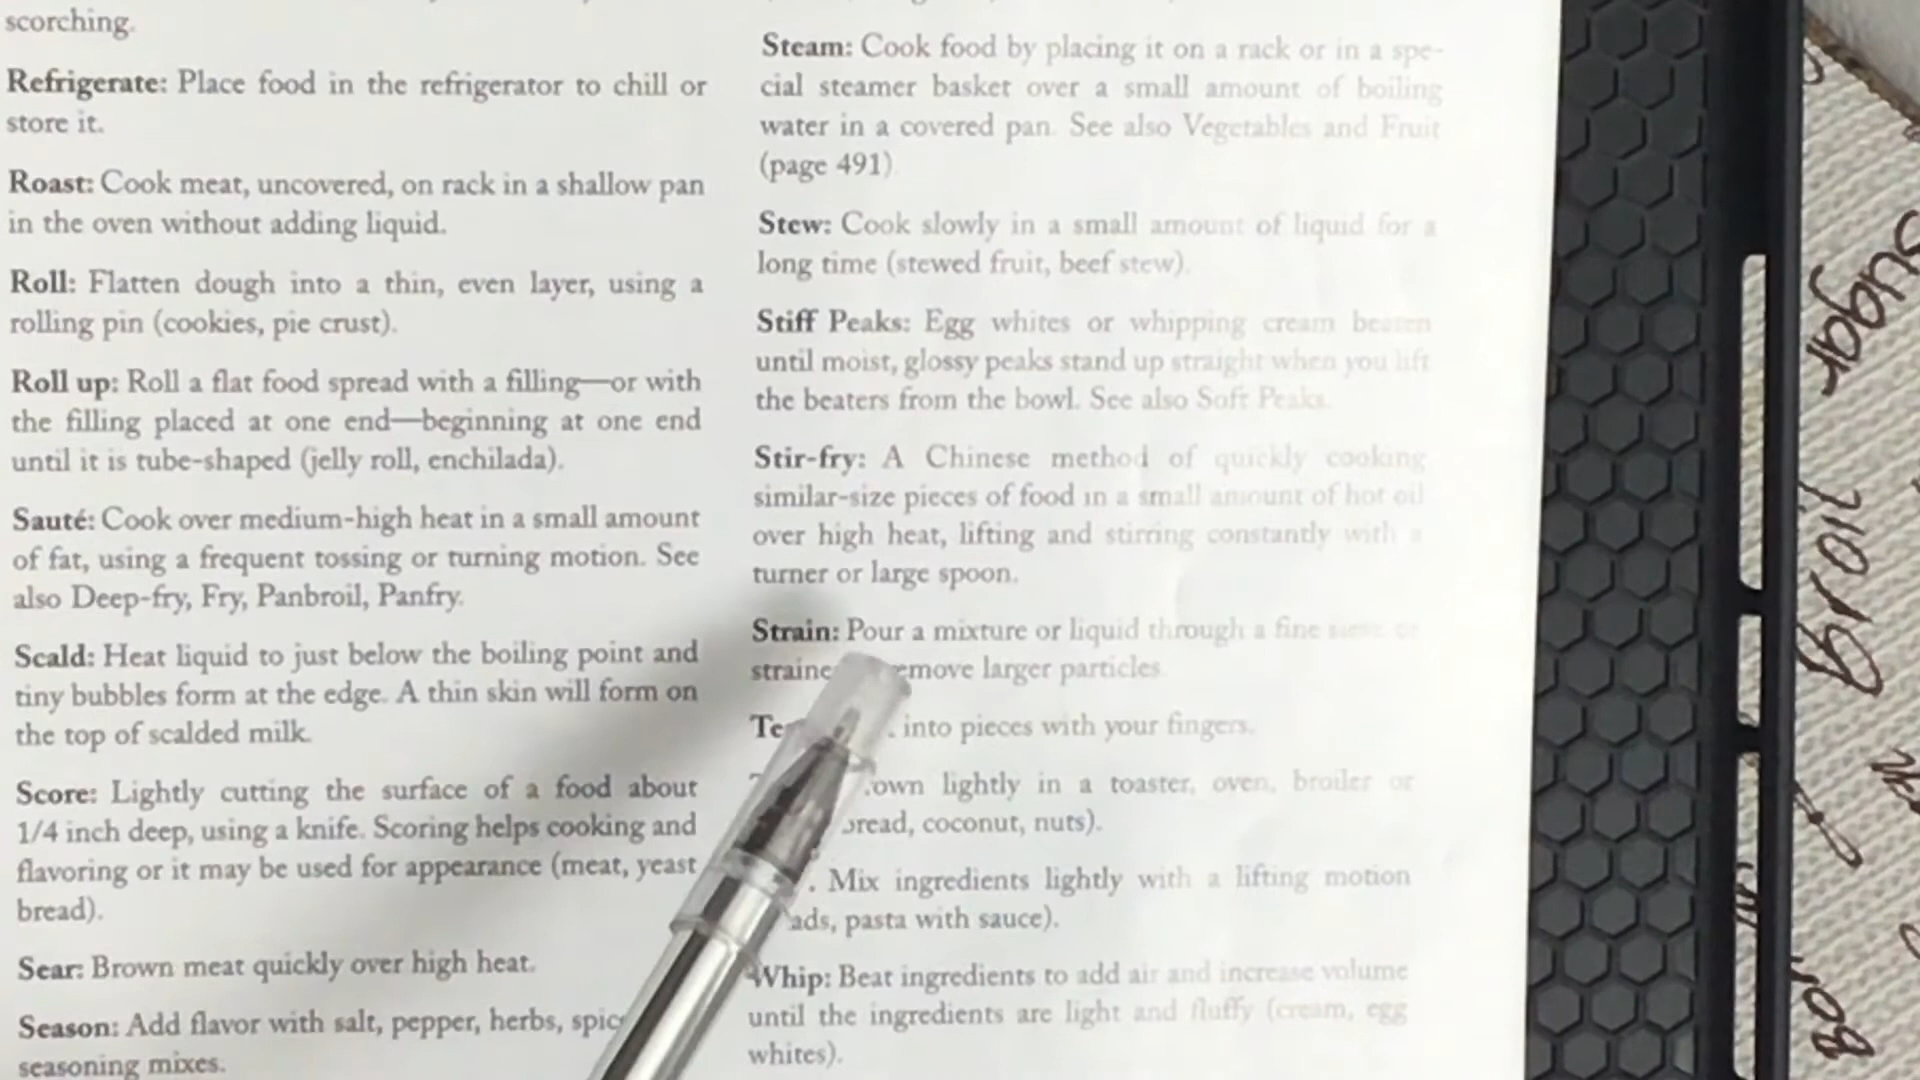 scorching.
Refrigerate: Place food in the refrigerator to chill or
store it.
Roast: Cook meat, uncovered, on rack in a shallow pan
in the oven without adding liquid.
Roll: Flatten dough into a thin, even layer, using a
rolling pin (cookies, pie crust).
Roll up: Roll a flat food spread with a filling—or with
the filling placed at one end—beginning at one end
until it is tube-shaped (jelly roll, enchilada).
Sauté: Cook over medium-high heat in a small amount
of fat, using a frequent tossing or turning motion. See
also Deep-fry, Fry, Panbroil, Panfry.
Scald: Heat liquid to just below the boiling point and
tiny bubbles form at the edge. A thin skin will form on
the top of scalded milk.
Score: Lightly cutting the surface of a food about
1/4 inch deep, using a knife. Scoring helps cooking and
flavoring or it may be used for appearance (meat, yeast
bread).
Sear: Brown meat quickly over high heat.
Season: Add flavor with salt, pepper, herbs,
seasoning mixes.
Steam: Cook food by placing it on a rack or in a spe-
cial steamer basket over a small amount of boiling
water in a covered pan. See also Vegetables and Fruit
(page 491)
Stew: Cook slowly in a small amount of liquid for a
long time (stewed fruit, beef stew).
Stiff Peaks: Egg whites or whipping cream beaten
until moist, glossy peaks stand up straight when you lift
the beaters from the bowl. See also Soft Peaks.
Stir-fry: A Chinese method of quickly cooking
similar-size pieces of food in a small amount of hot oil
over high heat, lifting and stirring constantly with a
turner or large spoon.
Strain: Pour a mixture or liquid through a fine
larger particles.
into pieces with your fingers.
lightly in a toaster, oven, broiler or
coconut, nuts).
Mix ingredients lightly with a lifting motion
pasta with sauce).
Whip: Beat ingredients to add air and increase volume
until the ingredients are light and fluffy (cream, egg
whites).
sugar